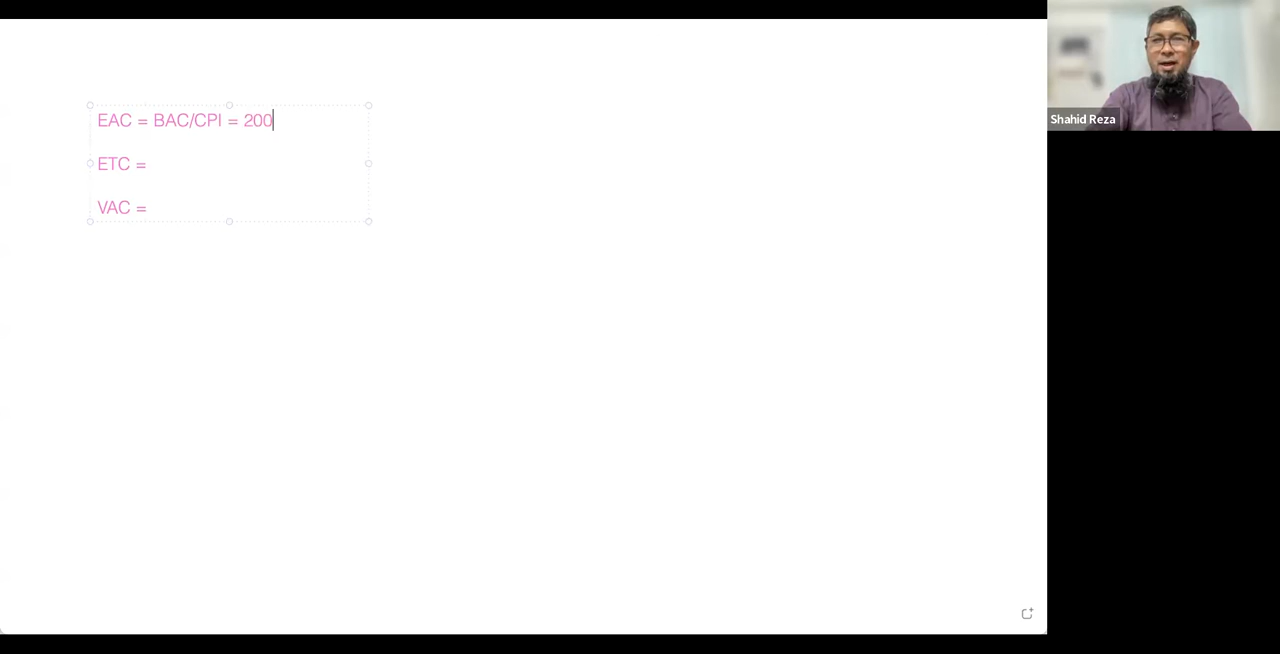 EAC = BAC/CPI = 200
ETC =
VAC =
Shahid Reza